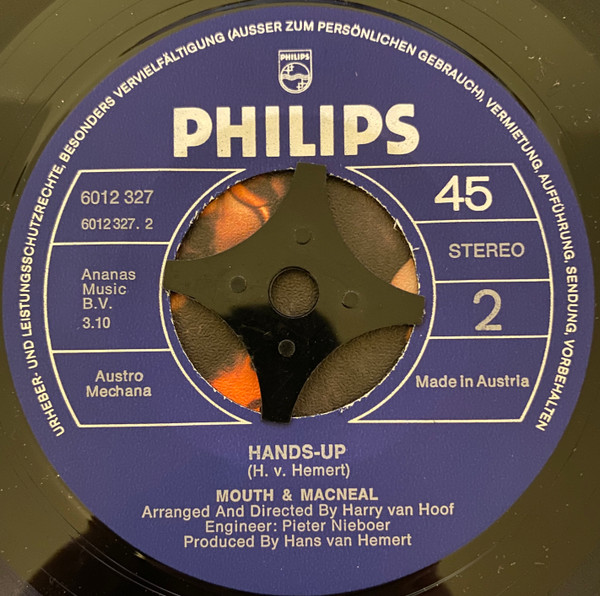 URHEBER- UND LEISTUNGSSCHUTZRECHTE, BESONDERS VERVIELFÄLTIGUNG (AUSSER ZUM PERSÖNLICHEN GEBRAUCH), VERMIETUNG, AUFFÜHRUNG, SENDUNG, VORBEHALTEN
PHILIPS
PHILIPS
6012 327
6012 327. 2
Ananas
Music
B.V.
3.10
Austro
Mechana
45
STEREO
2
Made in Austria
HANDS-UP
(H. v. Hemert)
MOUTH & MACNEAL
Arranged And Directed By Harry van Hoof
Engineer: Pieter Nieboer
Produced By Hans van Hemert